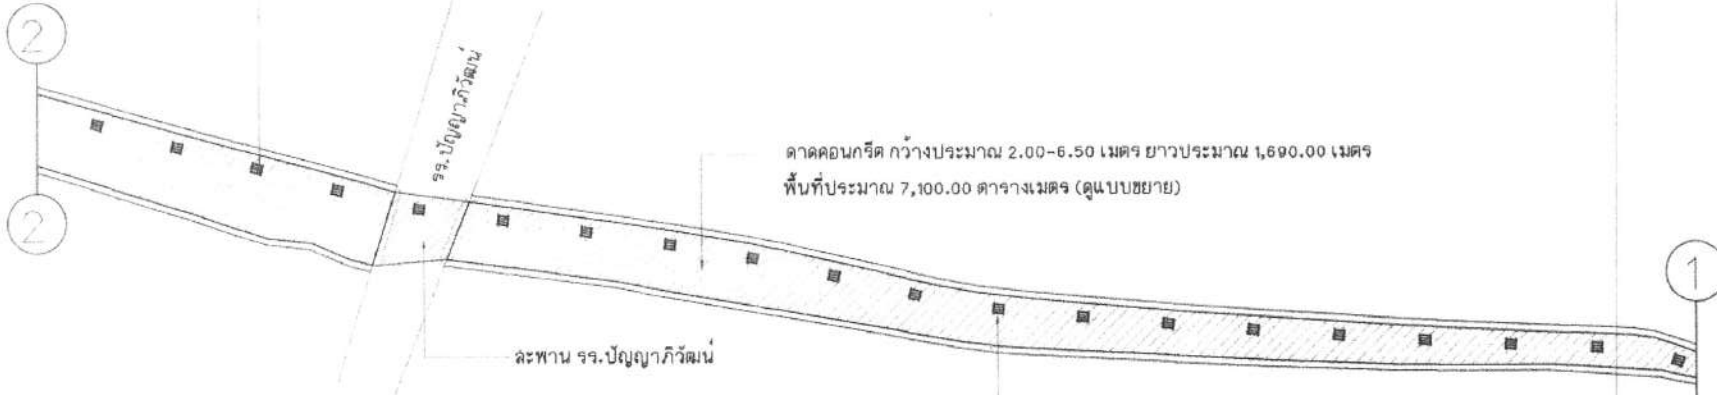 2
รร.ปัญญาภิวัฒน์
ดาดคอนกรีต กว้างประมาณ 2.00-6.50 เมตร ยาวประมาณ 1,690.00 เมตร
พื้นที่ประมาณ 7,100.00 ตารางเมตร (ดูแบบขยาย)
2
1
สะพาน รร.ปัญญาภิวัฒน์